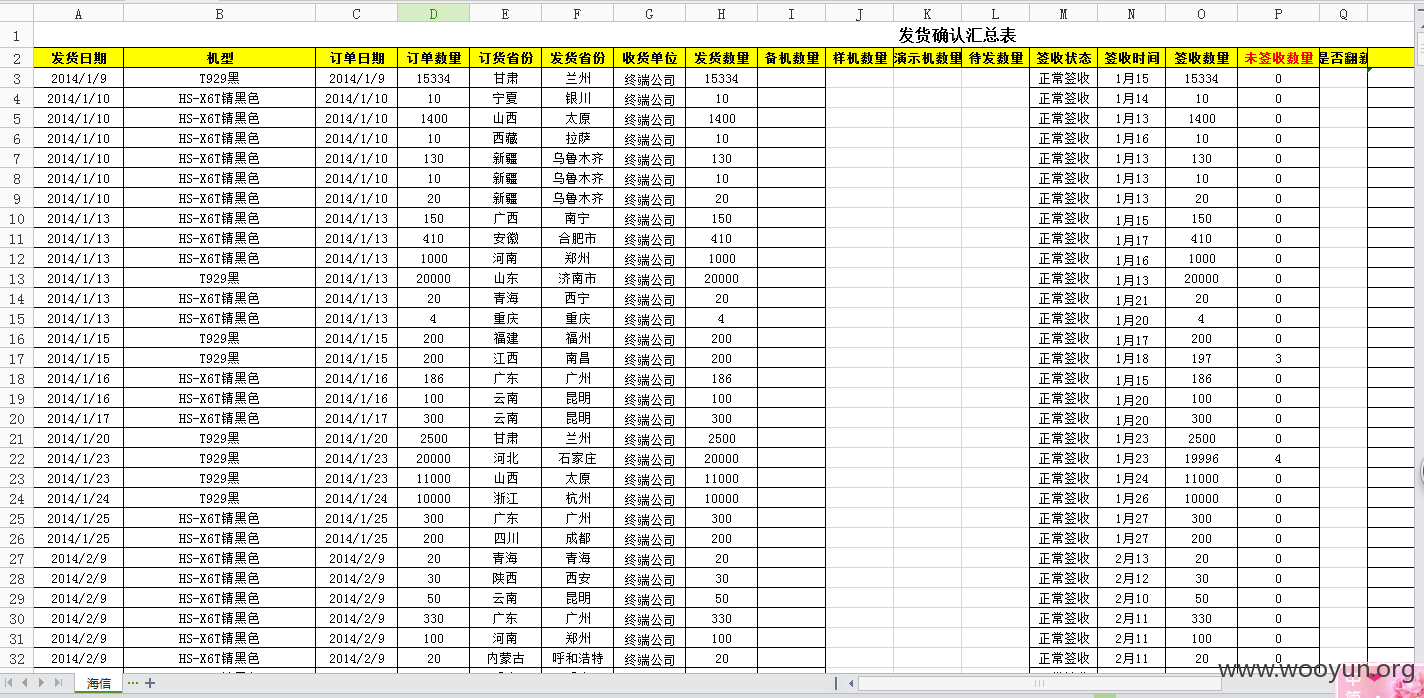 A B C D E F G H I J K L M N O P Q
1 发货确认汇总表
2 发货日期 机型 订单日期 订单数量 订货省份 发货省份 收货单位 发货数量 备机数量 样机数量 演示机数量 待发数量 签收状态 签收时间 签收数量 未签收数量 是否翻新
3 2014/1/9 T929黑 2014/1/9 15334 甘肃 兰州 终端公司 15334 正常签收 1月15 15334 0
4 2014/1/10 HS-X6T锖黑色 2014/1/10 10 宁夏 银川 终端公司 10 正常签收 1月14 10 0
5 2014/1/10 HS-X6T锖黑色 2014/1/10 1400 山西 太原 终端公司 1400 正常签收 1月13 1400 0
6 2014/1/10 HS-X6T锖黑色 2014/1/10 10 西藏 拉萨 终端公司 10 正常签收 1月16 10 0
7 2014/1/10 HS-X6T锖黑色 2014/1/10 130 新疆 乌鲁木齐 终端公司 130 正常签收 1月13 130 0
8 2014/1/10 HS-X6T锖黑色 2014/1/10 10 新疆 乌鲁木齐 终端公司 10 正常签收 1月13 10 0
9 2014/1/10 HS-X6T锖黑色 2014/1/10 20 新疆 乌鲁木齐 终端公司 20 正常签收 1月13 20 0
10 2014/1/13 HS-X6T锖黑色 2014/1/13 150 广西 南宁 终端公司 150 正常签收 1月15 150 0
11 2014/1/13 HS-X6T锖黑色 2014/1/13 410 安徽 合肥市 终端公司 410 正常签收 1月17 410 0
12 2014/1/13 HS-X6T锖黑色 2014/1/13 1000 河南 郑州 终端公司 1000 正常签收 1月16 1000 0
13 2014/1/13 T929黑 2014/1/13 20000 山东 济南市 终端公司 20000 正常签收 1月13 20000 0
14 2014/1/13 HS-X6T锖黑色 2014/1/13 20 青海 西宁 终端公司 20 正常签收 1月21 20 0
15 2014/1/13 HS-X6T锖黑色 2014/1/13 4 重庆 重庆 终端公司 4 正常签收 1月20 4 0
16 2014/1/15 T929黑 2014/1/15 200 福建 福州 终端公司 200 正常签收 1月17 200 0
17 2014/1/15 T929黑 2014/1/15 200 江西 南昌 终端公司 200 正常签收 1月18 197 3
18 2014/1/16 HS-X6T锖黑色 2014/1/16 186 广东 广州 终端公司 186 正常签收 1月15 186 0
19 2014/1/16 HS-X6T锖黑色 2014/1/16 100 云南 昆明 终端公司 100 正常签收 1月20 100 0
20 2014/1/17 HS-X6T锖黑色 2014/1/17 300 云南 昆明 终端公司 300 正常签收 1月20 300 0
21 2014/1/20 T929黑 2014/1/20 2500 甘肃 兰州 终端公司 2500 正常签收 1月23 2500 0
22 2014/1/23 T929黑 2014/1/23 20000 河北 石家庄 终端公司 20000 正常签收 1月23 19996 4
23 2014/1/23 T929黑 2014/1/23 11000 山西 太原 终端公司 11000 正常签收 1月24 11000 0
24 2014/1/24 T929黑 2014/1/24 10000 浙江 杭州 终端公司 10000 正常签收 1月26 10000 0
25 2014/1/25 HS-X6T锖黑色 2014/1/25 300 广东 广州 终端公司 300 正常签收 1月27 300 0
26 2014/1/25 HS-X6T锖黑色 2014/1/25 200 四川 成都 终端公司 200 正常签收 1月27 200 0
27 2014/2/9 HS-X6T锖黑色 2014/2/9 20 青海 青海 终端公司 20 正常签收 2月13 20 0
28 2014/2/9 HS-X6T锖黑色 2014/2/9 30 陕西 西安 终端公司 30 正常签收 2月12 30 0
29 2014/2/9 HS-X6T锖黑色 2014/2/9 50 云南 昆明 终端公司 50 正常签收 2月10 50 0
30 2014/2/9 HS-X6T锖黑色 2014/2/9 330 广东 广州 终端公司 330 正常签收 2月11 330 0
31 2014/2/9 HS-X6T锖黑色 2014/2/9 100 河南 郑州 终端公司 100 正常签收 2月11 100 0
32 2014/2/9 HS-X6T锖黑色 2014/2/9 20 内蒙古 呼和浩特 终端公司 20 正常签收 2月11 20 0
海信 ··· +
www.wooyun.org